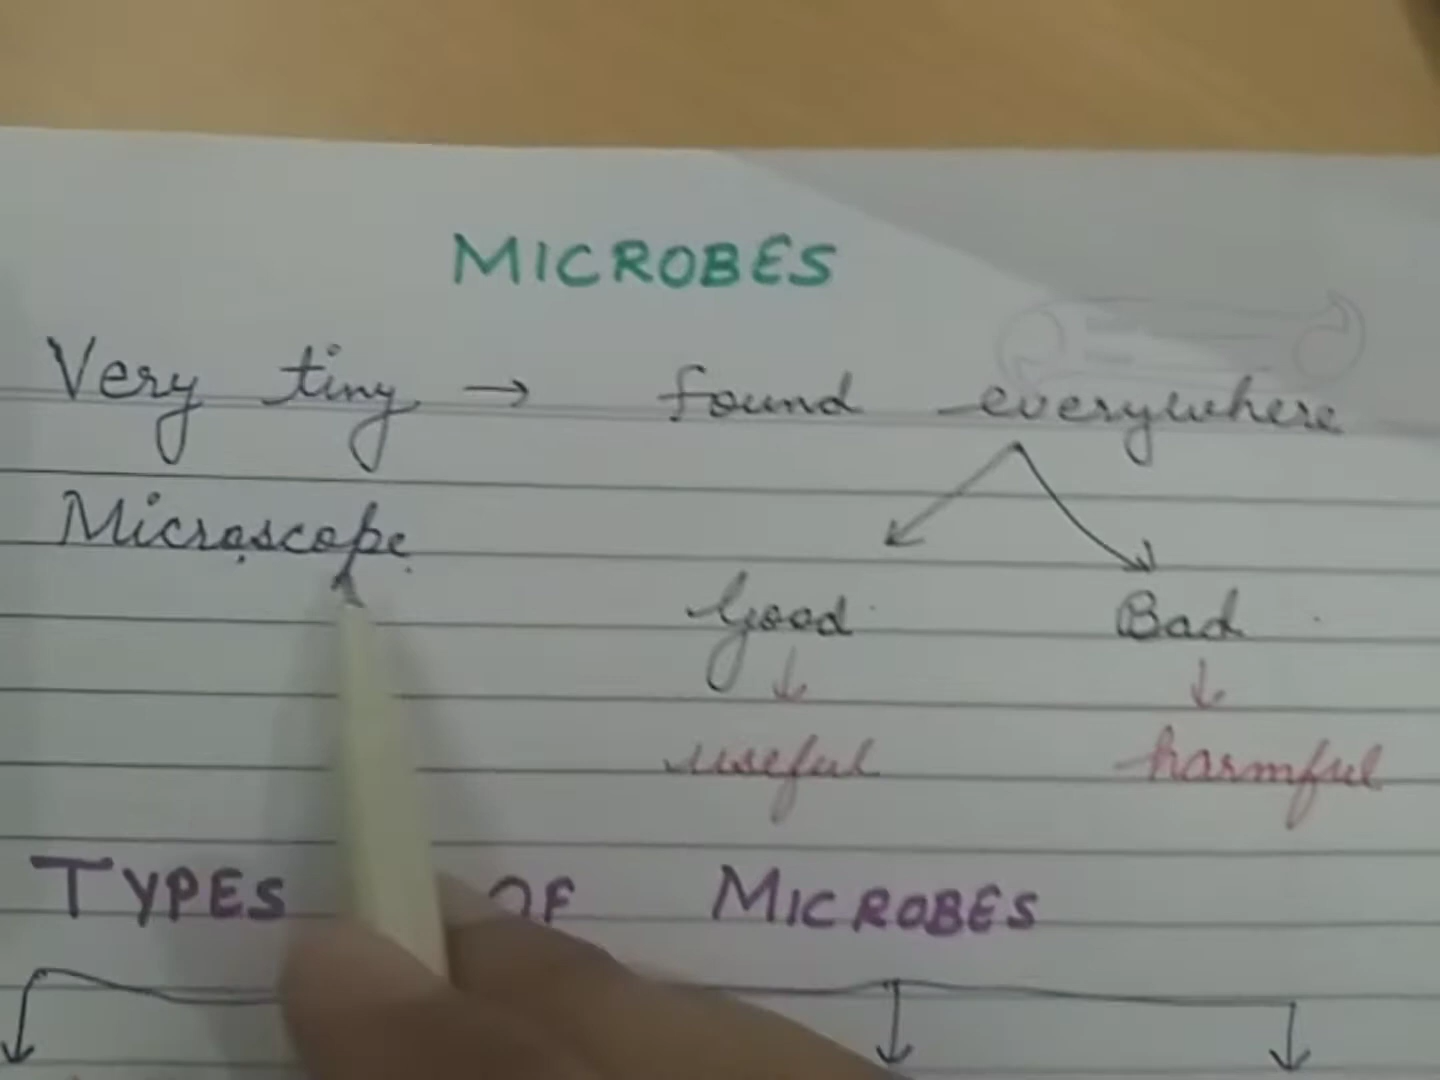 MICROBES
Very tiny → found everywhere
Microscope
Good Bad
↓ ↓
useful harmful
TYPES OF MICROBES